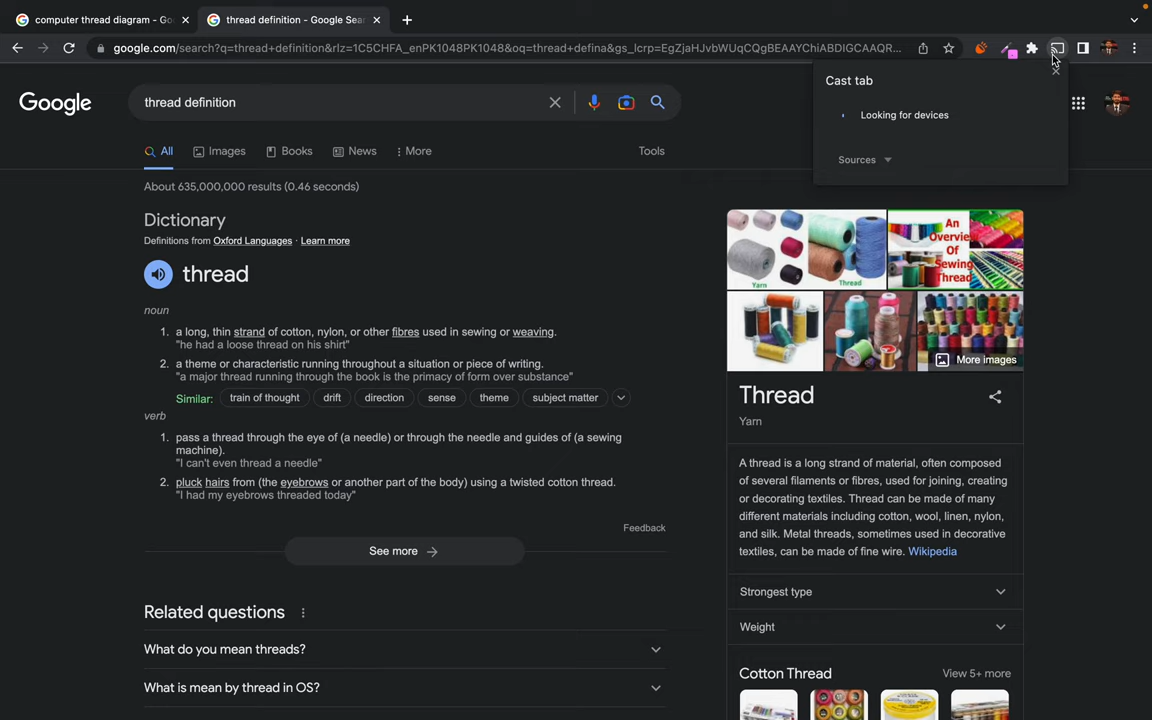 computer thread diagram - Go
thread definition - Google Sea
google.com/search?q=thread+definition&rlz=1C5CHFA_enPK1048PK1048&oq=thread+defina&gs_lcrp=EgZjaHJvbWUqCQgBEAAYChiABDIGCAAQR...
Cast tab
Looking for devices
Sources
Google
thread definition
All
Images
Books
News
More
Tools
About 635,000,000 results (0.46 seconds)
Dictionary
Definitions from Oxford Languages · Learn more
thread
noun
1. a long, thin strand of cotton, nylon, or other fibres used in sewing or weaving.
"he had a loose thread on his shirt"
2. a theme or characteristic running throughout a situation or piece of writing.
"a major thread running through the book is the primacy of form over substance"
Similar: train of thought drift direction sense theme subject matter
verb
1. pass a thread through the eye of (a needle) or through the needle and guides of (a sewing
machine).
"I can't even thread a needle"
2. pluck hairs from (the eyebrows or another part of the body) using a twisted cotton thread.
"I had my eyebrows threaded today"
Feedback
See more
Related questions
What do you mean threads?
What is mean by thread in OS?
Yarn
Thread
An
Overview
Of
Sewing
Thread
More images
Thread
Yarn
A thread is a long strand of material, often composed
of several filaments or fibres, used for joining, creating
or decorating textiles. Thread can be made of many
different materials including cotton, wool, linen, nylon,
and silk. Metal threads, sometimes used in decorative
textiles, can be made of fine wire. Wikipedia
Strongest type
Weight
Cotton Thread
View 5+ more